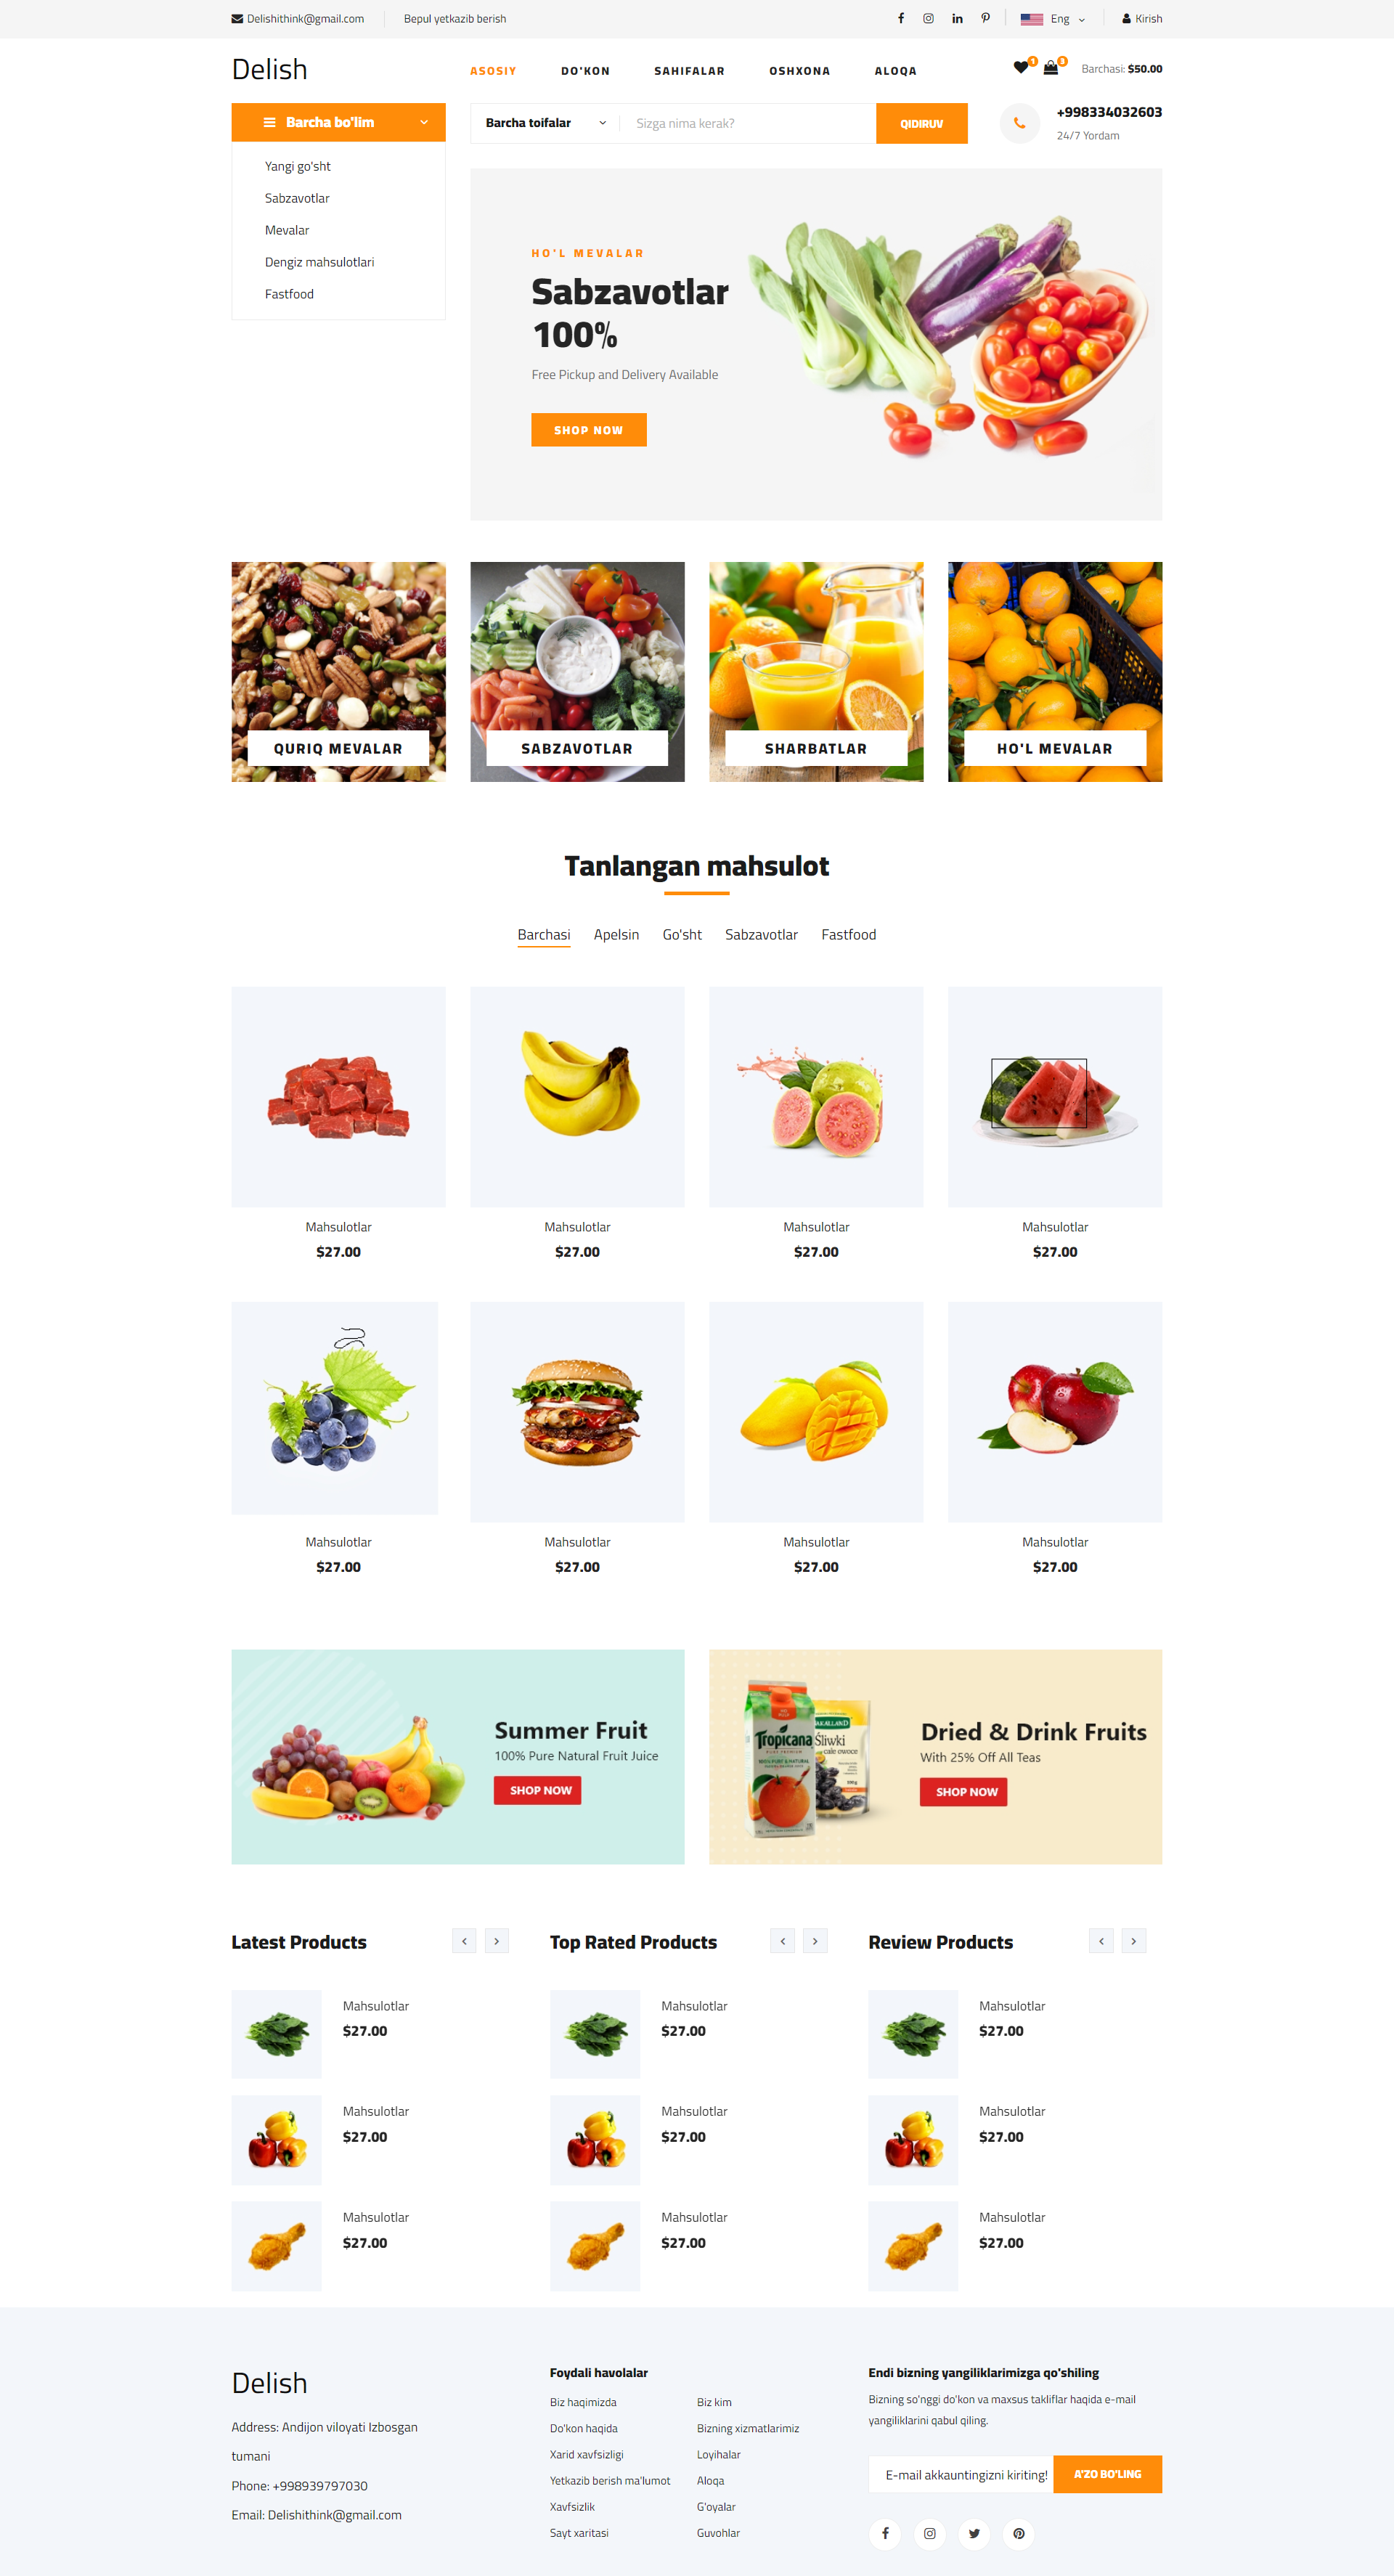 Delishithink@gmail.com
Bepul yetkazib berish
Eng
Kirish
Delish
ASOSIY
DO'KON
SAHIFALAR
OSHXONA
ALOQA
1
3
Barchasi: $50.00
Barcha bo'lim
Barcha toifalar
Sizga nima kerak?
QIDIRUV
+998334032603
24/7 Yordam
Yangi go'sht
Sabzavotlar
Mevalar
Dengiz mahsulotlari
Fastfood
HO'L MEVALAR
Sabzavotlar
100%
Free Pickup and Delivery Available
SHOP NOW
QURIQ MEVALAR
SABZAVOTLAR
SHARBATLAR
HO'L MEVALAR
Tanlangan mahsulot
Barchasi
Apelsin
Go'sht
Sabzavotlar
Fastfood
Mahsulotlar
$27.00
Mahsulotlar
$27.00
Mahsulotlar
$27.00
Mahsulotlar
$27.00
Mahsulotlar
$27.00
Mahsulotlar
$27.00
Mahsulotlar
$27.00
Mahsulotlar
$27.00
Summer Fruit
100% Pure Natural Fruit Juice
SHOP NOW
Tropicana
Śliwki
Dried & Drink Fruits
With 25% Off All Teas
SHOP NOW
Latest Products
Mahsulotlar
$27.00
Mahsulotlar
$27.00
Mahsulotlar
$27.00
Top Rated Products
Mahsulotlar
$27.00
Mahsulotlar
$27.00
Mahsulotlar
$27.00
Review Products
Mahsulotlar
$27.00
Mahsulotlar
$27.00
Mahsulotlar
$27.00
Delish
Address: Andijon viloyati Izbosgan
tumani
Phone: +998939797030
Email: Delishithink@gmail.com
Foydali havolalar
Biz haqimizda
Do'kon haqida
Xarid xavfsizligi
Yetkazib berish ma'lumot
Xavfsizlik
Sayt xaritasi
Biz kim
Bizning xizmatlarimiz
Loyihalar
Aloqa
G'oyalar
Guvohlar
Endi bizning yangiliklarimizga qo'shiling
Bizning so'nggi do'kon va maxsus takliflar haqida e-mail
yangiliklarini qabul qiling.
E-mail akkauntingizni kiriting!
A'ZO BO'LING